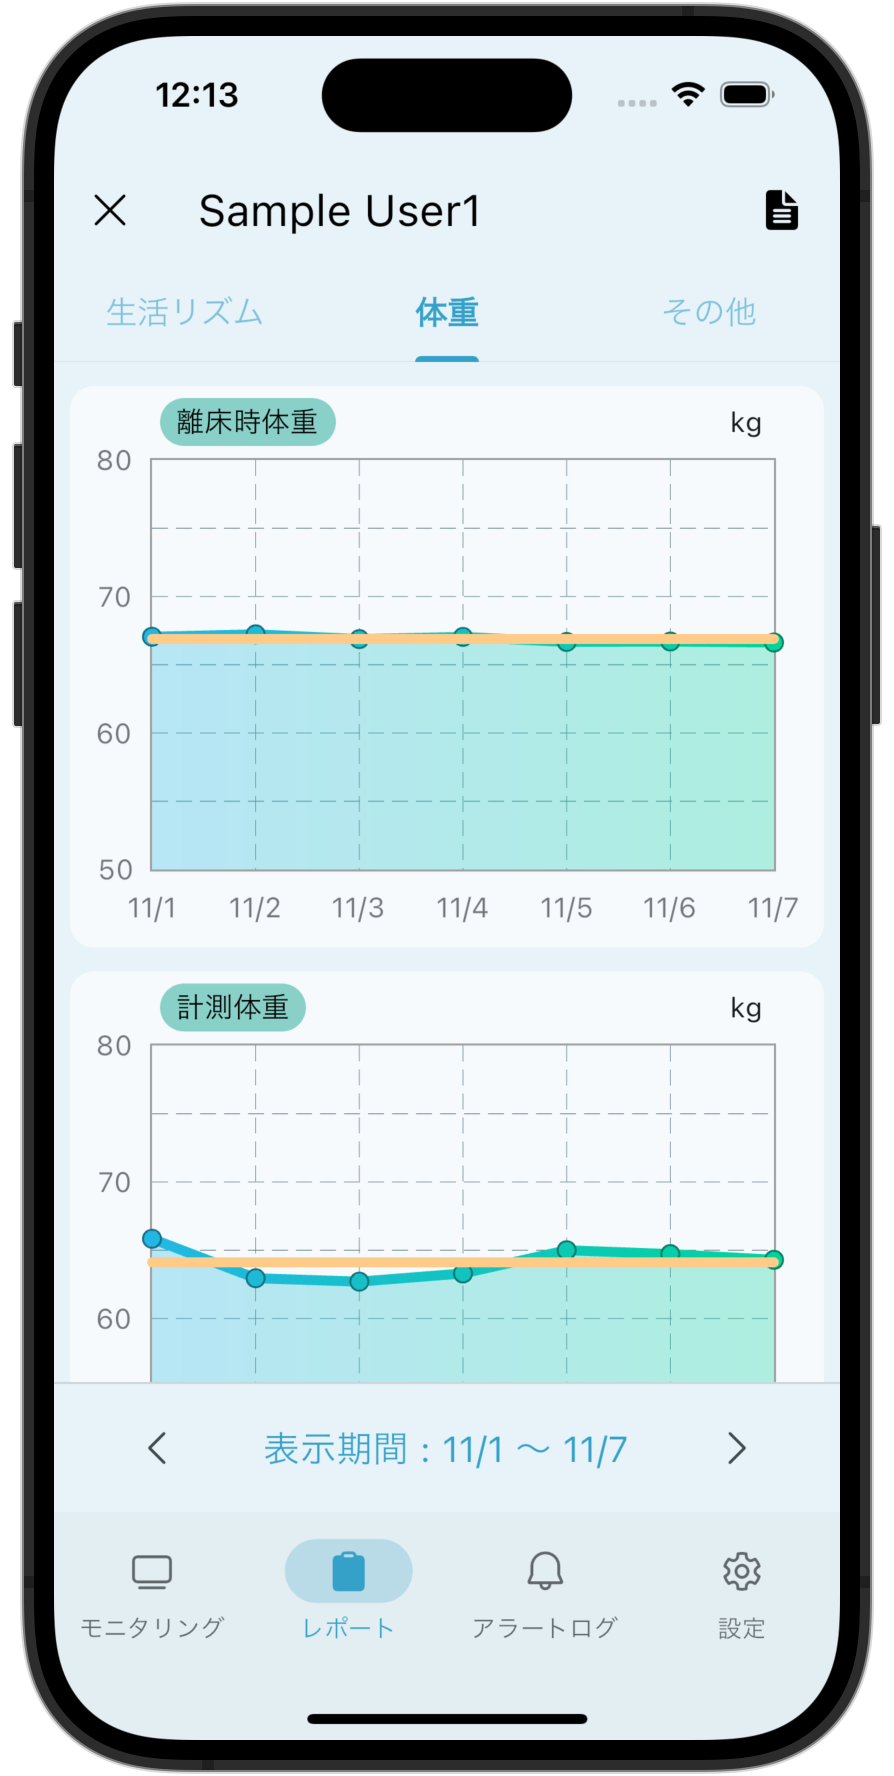 12:13
Sample User1
生活リズム 体重 その他
離床時体重 kg
80
70
60
50
11/1 11/2 11/3 11/4 11/5 11/6 11/7
計測体重 kg
80
70
60
表示期間 : 11/1 〜 11/7
モニタリング レポート アラートログ 設定